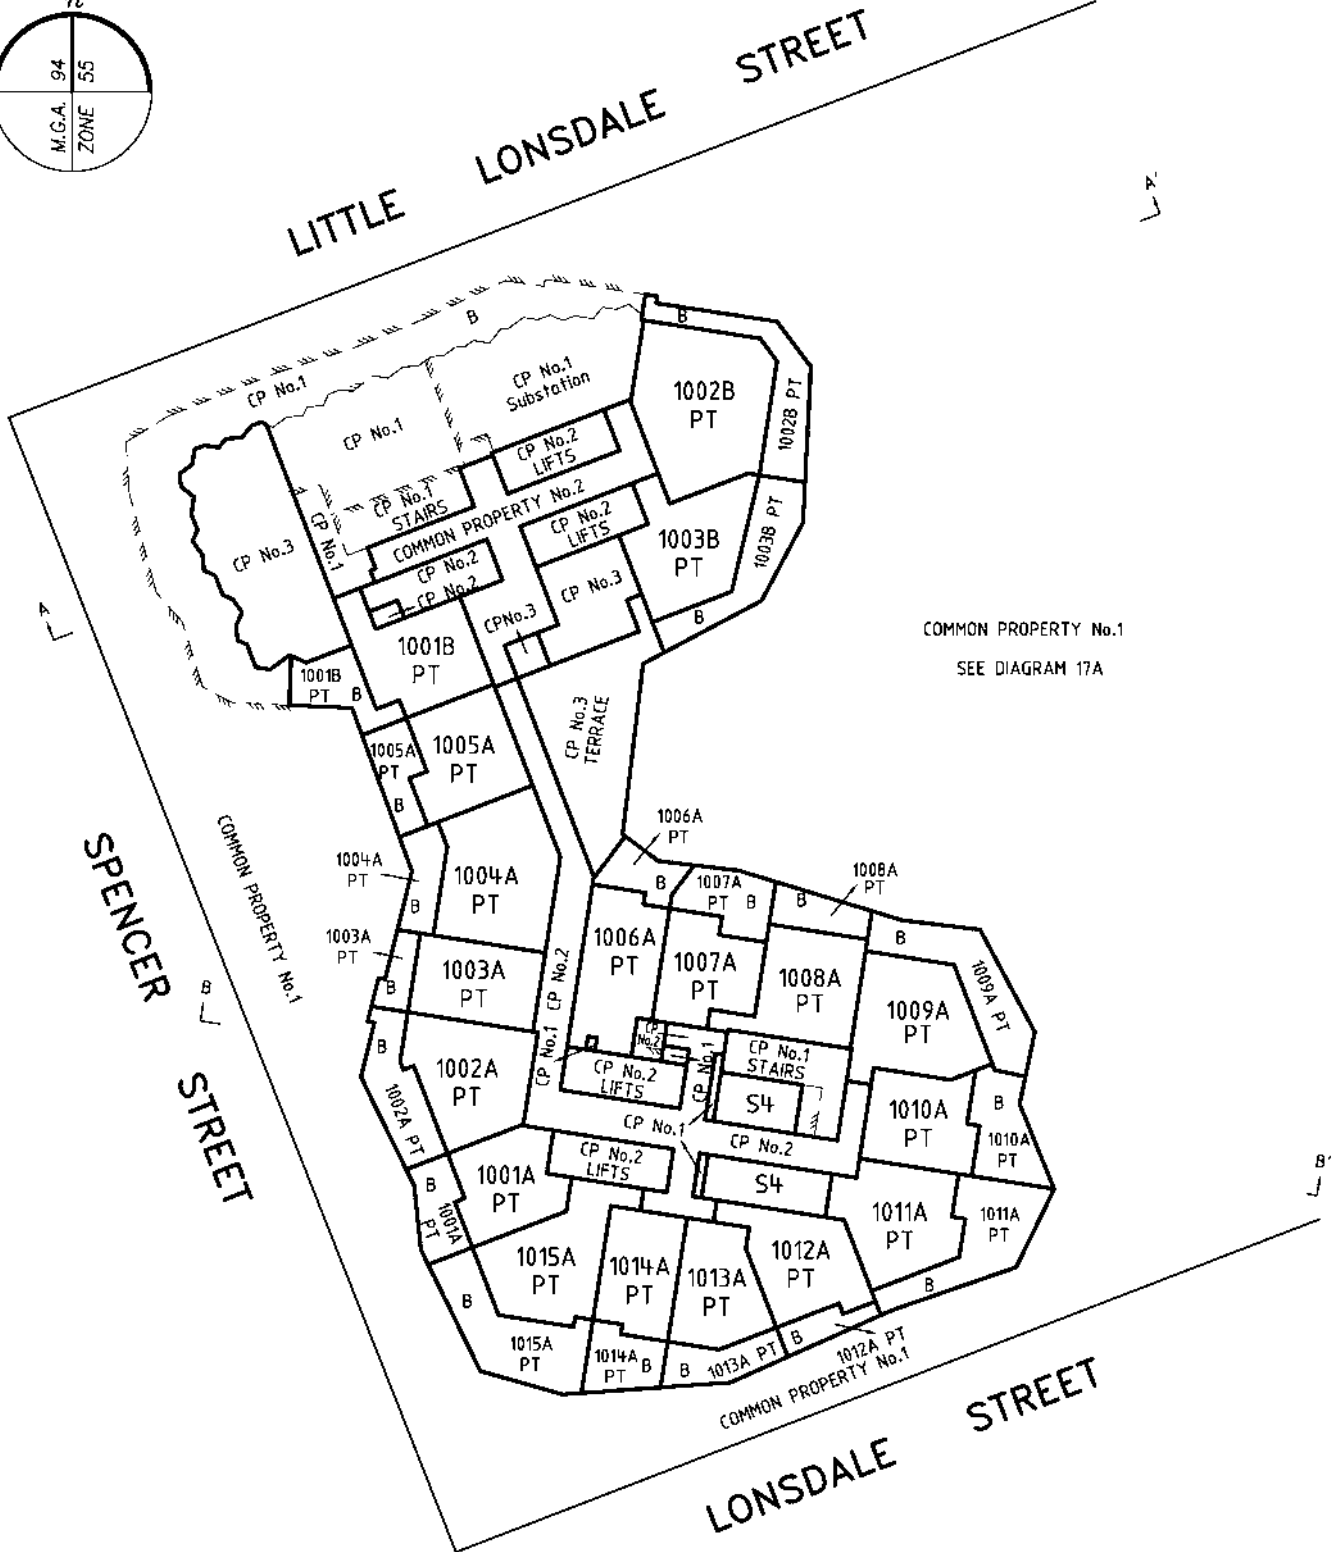 n
M.G.A. 94
ZONE 55
LITTLE LONSDALE STREET
A'
B
CP No.1
CP No.1
Substation
CP No.1
B
1002B
PT
1002B PT
CP No.2
LIFTS
CP No.1
STAIRS
COMMON PROPERTY No.2
CP No.2
LIFTS
1003B
PT
1003B PT
B
CP No.3
CP No.1
CP No.2
CP No.2
CP No.3
CPNo.3
A
1001B
PT
1001B
PT
B
COMMON PROPERTY No.1
SEE DIAGRAM 17A
CP No.3
TERRACE
1005A
PT
1005A
PT
B
SPENCER STREET
COMMON PROPERTY No.1
1004A
PT
B
1004A
PT
1003A
PT
B
1003A
PT
B
B
1002A PT
1002A
PT
CP No.2
CP No.1
1006A
PT
B
1007A
PT
B
B
1008A
PT
B
1009A PT
1006A
PT
1007A
PT
1008A
PT
1009A
PT
CP
No.2
CP No.1
CP No.1
STAIRS
CP No.2
LIFTS
S4
CP No.1
CP No.2
1010A
PT
B
1010A
PT
B
1001A
PT
1001A
PT
CP No.2
LIFTS
S4
1011A
PT
1011A
PT
B
B'
1015A
PT
1014A
PT
1013A
PT
1012A
PT
B
1015A
PT
1014A
PT
B
B
1013A PT
B
1012A PT
COMMON PROPERTY No.1
LONSDALE STREET